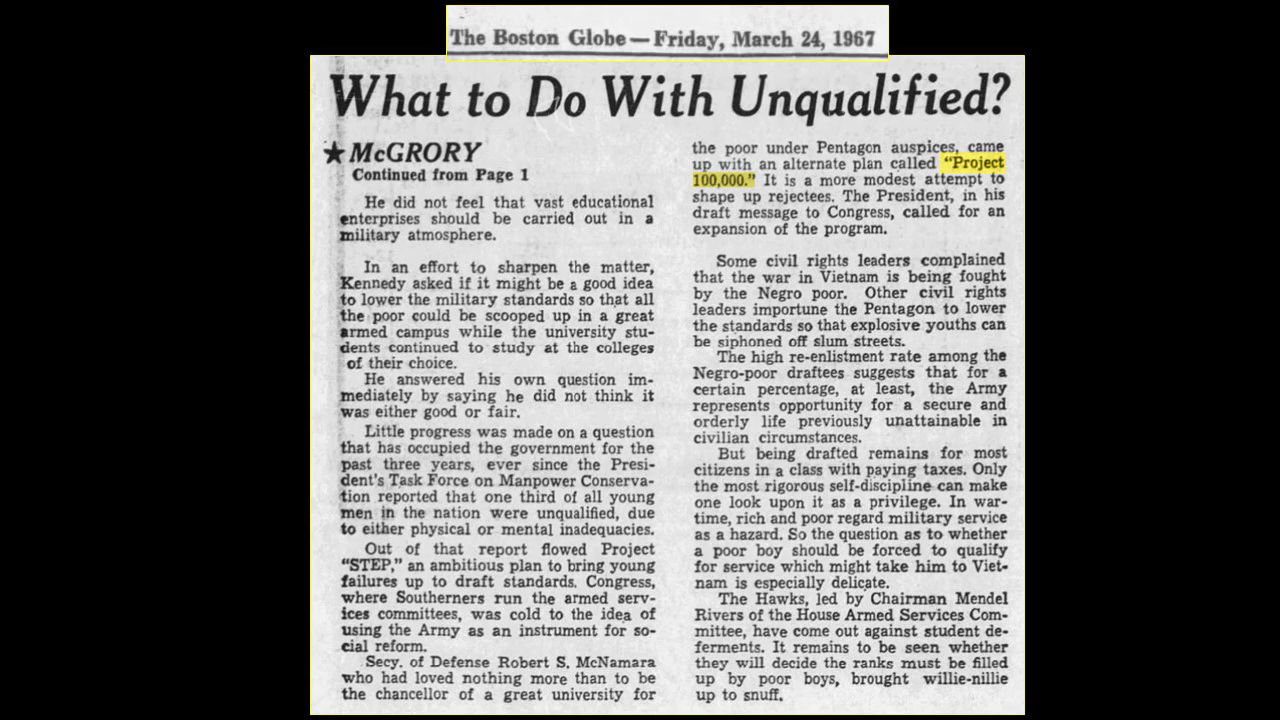 The Boston Globe—Friday, March 24, 1967
What to Do With Unqualified?
★ McGRORY
Continued from Page 1
He did not feel that vast educational
enterprises should be carried out in a
military atmosphere.
In an effort to sharpen the matter,
Kennedy asked if it might be a good idea
to lower the military standards so that all
the poor could be scooped up in a great
armed campus while the university stu-
dents continued to study at the colleges
of their choice.
He answered his own question im-
mediately by saying he did not think it
was either good or fair.
Little progress was made on a question
that has occupied the government for the
past three years, ever since the Presi-
dent's Task Force on Manpower Conserva-
tion reported that one third of all young
men in the nation were unqualified, due
to either physical or mental inadequacies.
Out of that report flowed Project
"STEP," an ambitious plan to bring young
failures up to draft standards. Congress,
where Southerners run the armed serv-
ices committees, was cold to the idea of
using the Army as an instrument for so-
cial reform.
Secy. of Defense Robert S. McNamara
who had loved nothing more than to be
the chancellor of a great university for
the poor under Pentagon auspices, came
up with an alternate plan called "Project
100,000." It is a more modest attempt to
shape up rejectees. The President, in his
draft message to Congress, called for an
expansion of the program.
Some civil rights leaders complained
that the war in Vietnam is being fought
by the Negro poor. Other civil rights
leaders importune the Pentagon to lower
the standards so that explosive youths can
be siphoned off slum streets.
The high re-enlistment rate among the
Negro-poor draftees suggests that for a
certain percentage, at least, the Army
represents opportunity for a secure and
orderly life previously unattainable in
civilian circumstances.
But being drafted remains for most
citizens in a class with paying taxes. Only
the most rigorous self-discipline can make
one look upon it as a privilege. In war-
time, rich and poor regard military service
as a hazard. So the question as to whether
a poor boy should be forced to qualify
for service which might take him to Viet-
nam is especially delicate.
The Hawks, led by Chairman Mendel
Rivers of the House Armed Services Com-
mittee, have come out against student de-
ferments. It remains to be seen whether
they will decide the ranks must be filled
up by poor boys, brought willie-nillie
up to snuff.